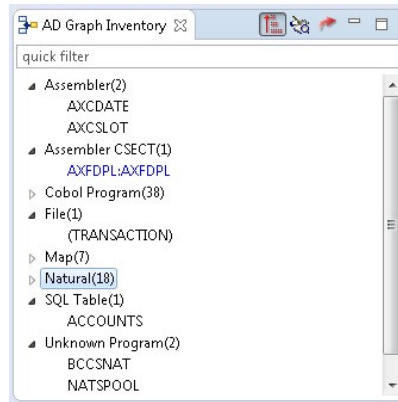 AD Graph Inventory
quick filter
Assembler(2)
AXCDATE
AXCSLOT
Assembler CSECT(1)
AXFDPL:AXFDPL
Cobol Program(38)
File(1)
(TRANSACTION)
Map(7)
Natural(18)
SQL Table(1)
ACCOUNTS
Unknown Program(2)
BCCSNAT
NATSPOOL